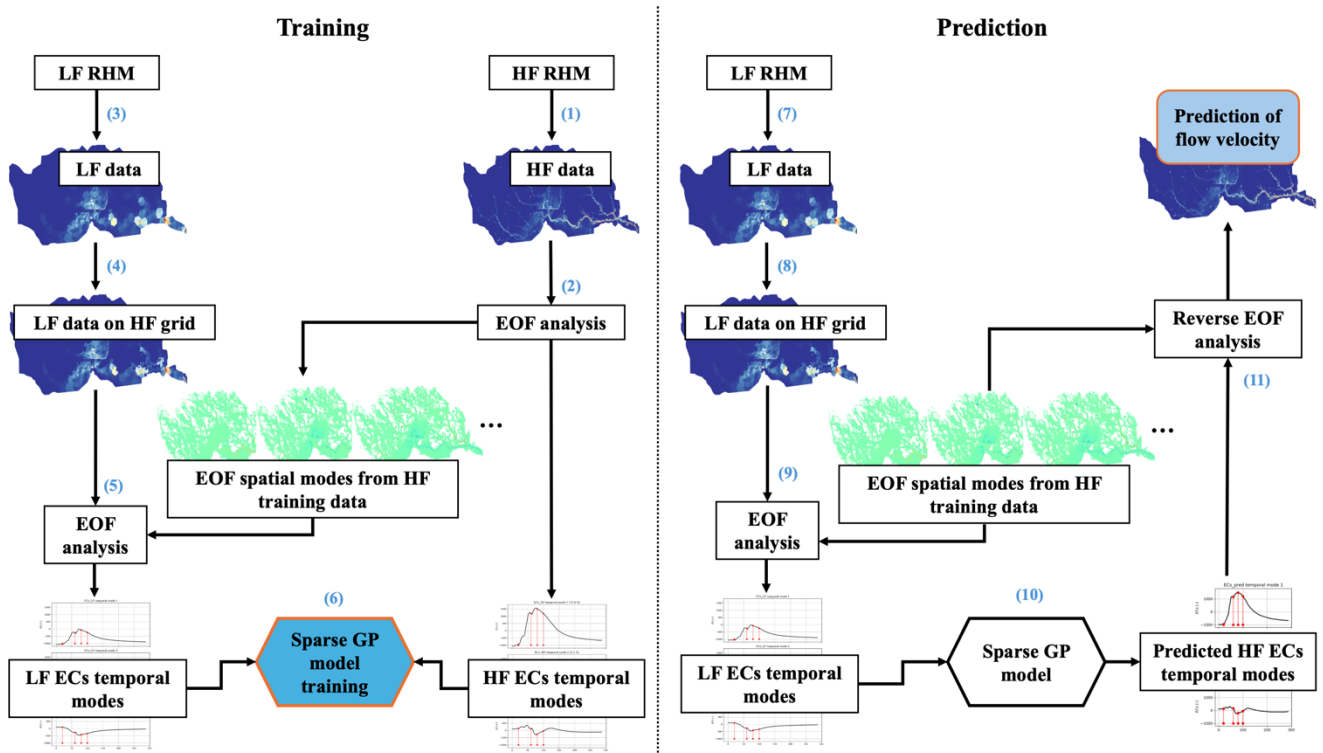 Training
LF RHM
HF RHM
(3)
(1)
LF data
HF data
(4)
(2)
LF data on HF grid
EOF analysis
...
(5)
EOF spatial modes from HF
training data
EOF
analysis
(6)
Sparse GP
model
training
LF ECs temporal
modes
HF ECs temporal
modes
Prediction
LF RHM
(7)
Prediction of
flow velocity
LF data
(8)
LF data on HF grid
Reverse EOF
analysis
(11)
...
(9)
EOF spatial modes from HF
training data
EOF
analysis
ECs_pred temporal mode 1
(10)
LF ECs temporal
modes
Sparse GP
model
Predicted HF ECs
temporal modes